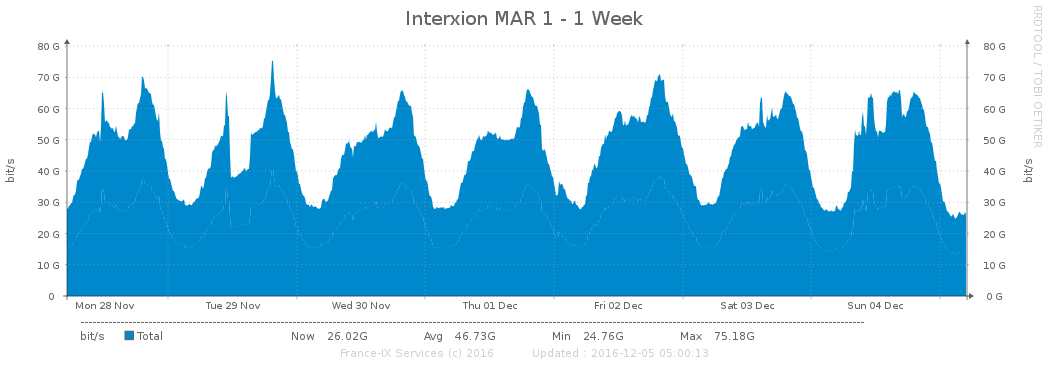 Interxion MAR 1 - 1 Week
RRDTOOL / TOBI OETIKER
bit/s
80 G 80 G
70 G 70 G
60 G 60 G
50 G 50 G
40 G 40 G
30 G 30 G
20 G 20 G
10 G 10 G
0 0 G
bit/s
Mon 28 Nov Tue 29 Nov Wed 30 Nov Thu 01 Dec Fri 02 Dec Sat 03 Dec Sun 04 Dec
bit/s Total Now 26.02G Avg 46.73G Min 24.76G Max 75.18G
France-IX Services (c) 2016 Updated : 2016-12-05 05:00:13